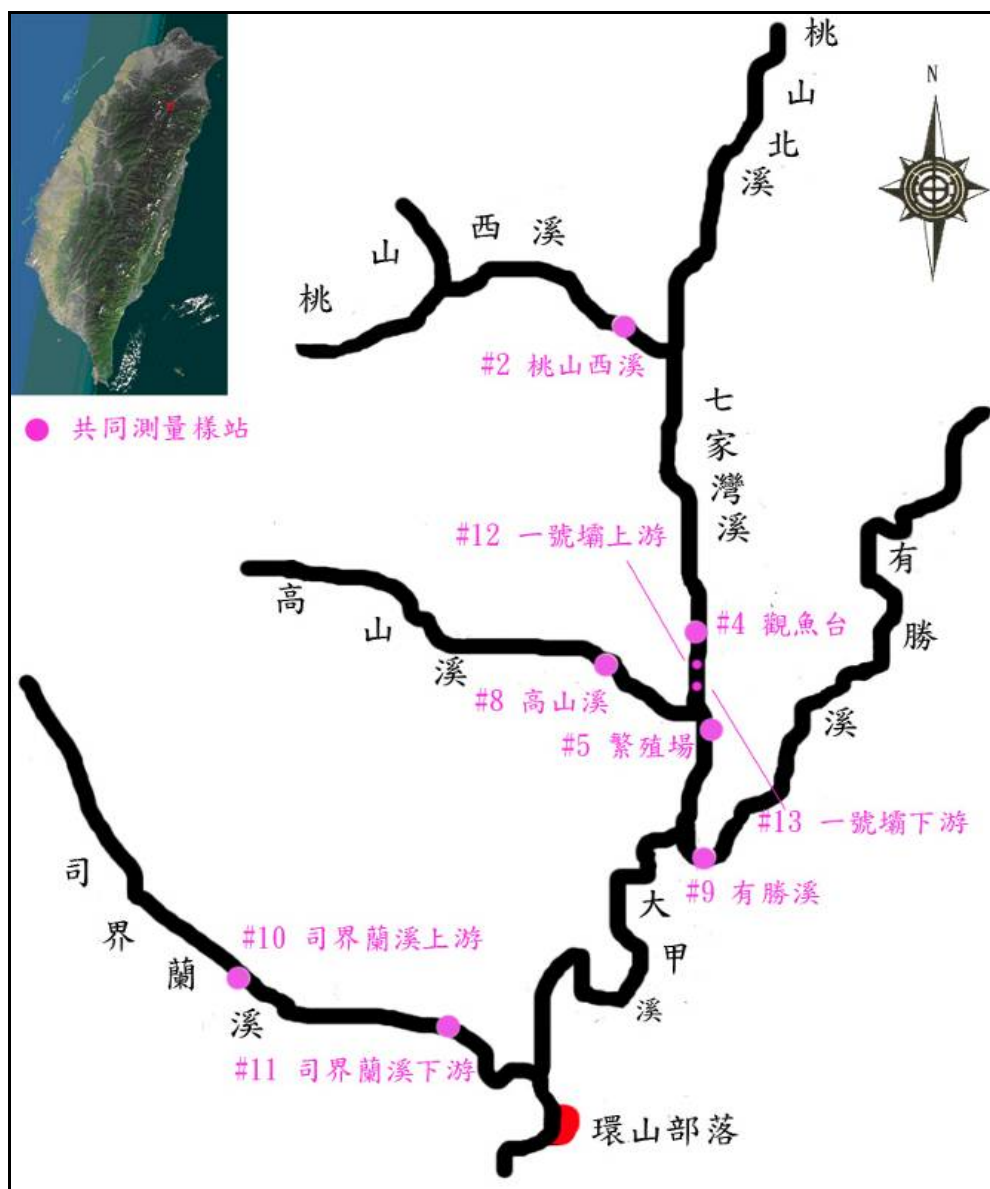 桃山北溪
N
桃山西溪
#2 桃山西溪
共同測量樣站
七家灣溪
#12 一號壩上游
有勝溪
高山溪
#4 觀魚台
#8 高山溪
#5 繁殖場
#13 一號壩下游
#9 有勝溪
司界蘭溪
大甲溪
#10 司界蘭溪上游
#11 司界蘭溪下游
環山部落